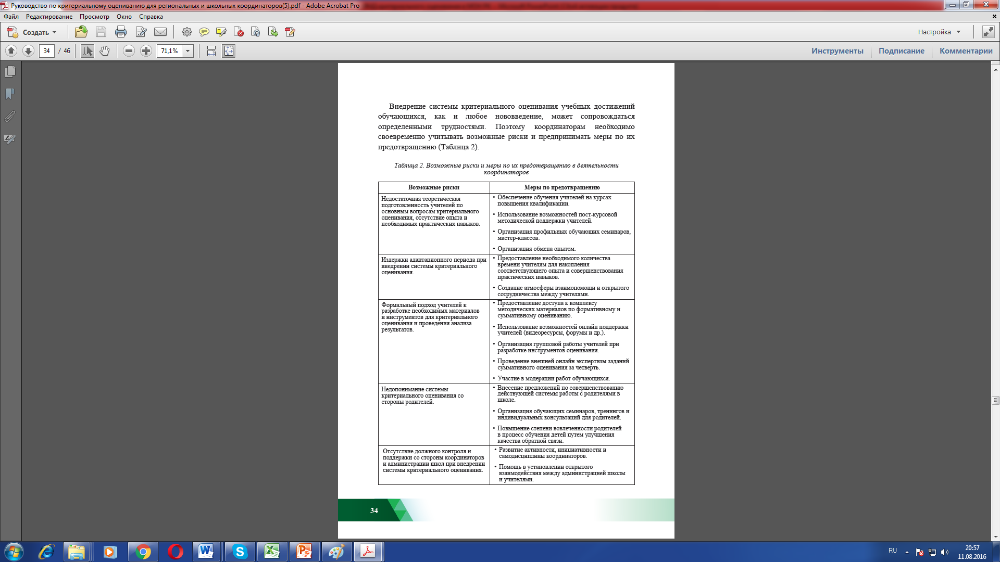 Руководство по критериальному оцениванию для региональных и школьных координаторов(5).pdf - Adobe Acrobat Pro
Файл Редактирование Просмотр Окно Справка
Создать Настройка
34 / 46 71,1% Инструменты Подписание Комментарии
Внедрение системы критериального оценивания учебных достижений
обучающихся, как и любое нововведение, может сопровождаться
определенными трудностями. Поэтому координаторам необходимо
своевременно учитывать возможные риски и предпринимать меры по их
предотвращению (Таблица 2).
Таблица 2. Возможные риски и меры по их предотвращению в деятельности
координаторов
Возможные риски
Меры по предотвращению
Недостаточная теоретическая
подготовленность учителей по
основным вопросам критериального
оценивания, отсутствие опыта и
необходимых практических навыков.
• Обеспечение обучения учителей на курсах
повышения квалификации.
• Использование возможностей пост-курсовой
методической поддержки учителей.
• Организация профильных обучающих семинаров,
мастер-классов.
• Организация обмена опытом.
Издержки адаптационного периода при
внедрении системы критериального
оценивания.
• Предоставление необходимого количества
времени учителям для накопления
соответствующего опыта и совершенствования
практических навыков.
• Создание атмосферы взаимопомощи и открытого
сотрудничества между учителями.
Формальный подход учителей к
разработке необходимых материалов
и инструментов для критериального
оценивания и проведения анализа
результатов.
• Предоставление доступа к комплексу
методических материалов по формативному и
суммативному оцениванию.
• Использование возможностей онлайн поддержки
учителей (видеоресурсы, форумы и др.).
• Организация групповой работы учителей при
разработке инструментов оценивания.
• Проведение внешней онлайн экспертизы заданий
суммативного оценивания за четверть.
• Участие в модерации работ обучающихся.
Недопонимание системы
критериального оценивания со
стороны родителей.
• Внесение предложений по совершенствованию
действующей системы работы с родителями в
школе.
• Организация обучающих семинаров, тренингов и
индивидуальных консультаций для родителей.
• Повышение степени вовлеченности родителей
в процесс обучения детей путем улучшения
качества обратной связи.
Отсутствие должного контроля и
поддержки со стороны координаторов
и администрации школ при внедрении
системы критериального оценивания.
• Развитие активности, инициативности и
самодисциплины координаторов.
• Помощь в установлении открытого
взаимодействия между администрацией школы
и учителями.
34
RU 20:57
11.08.2016